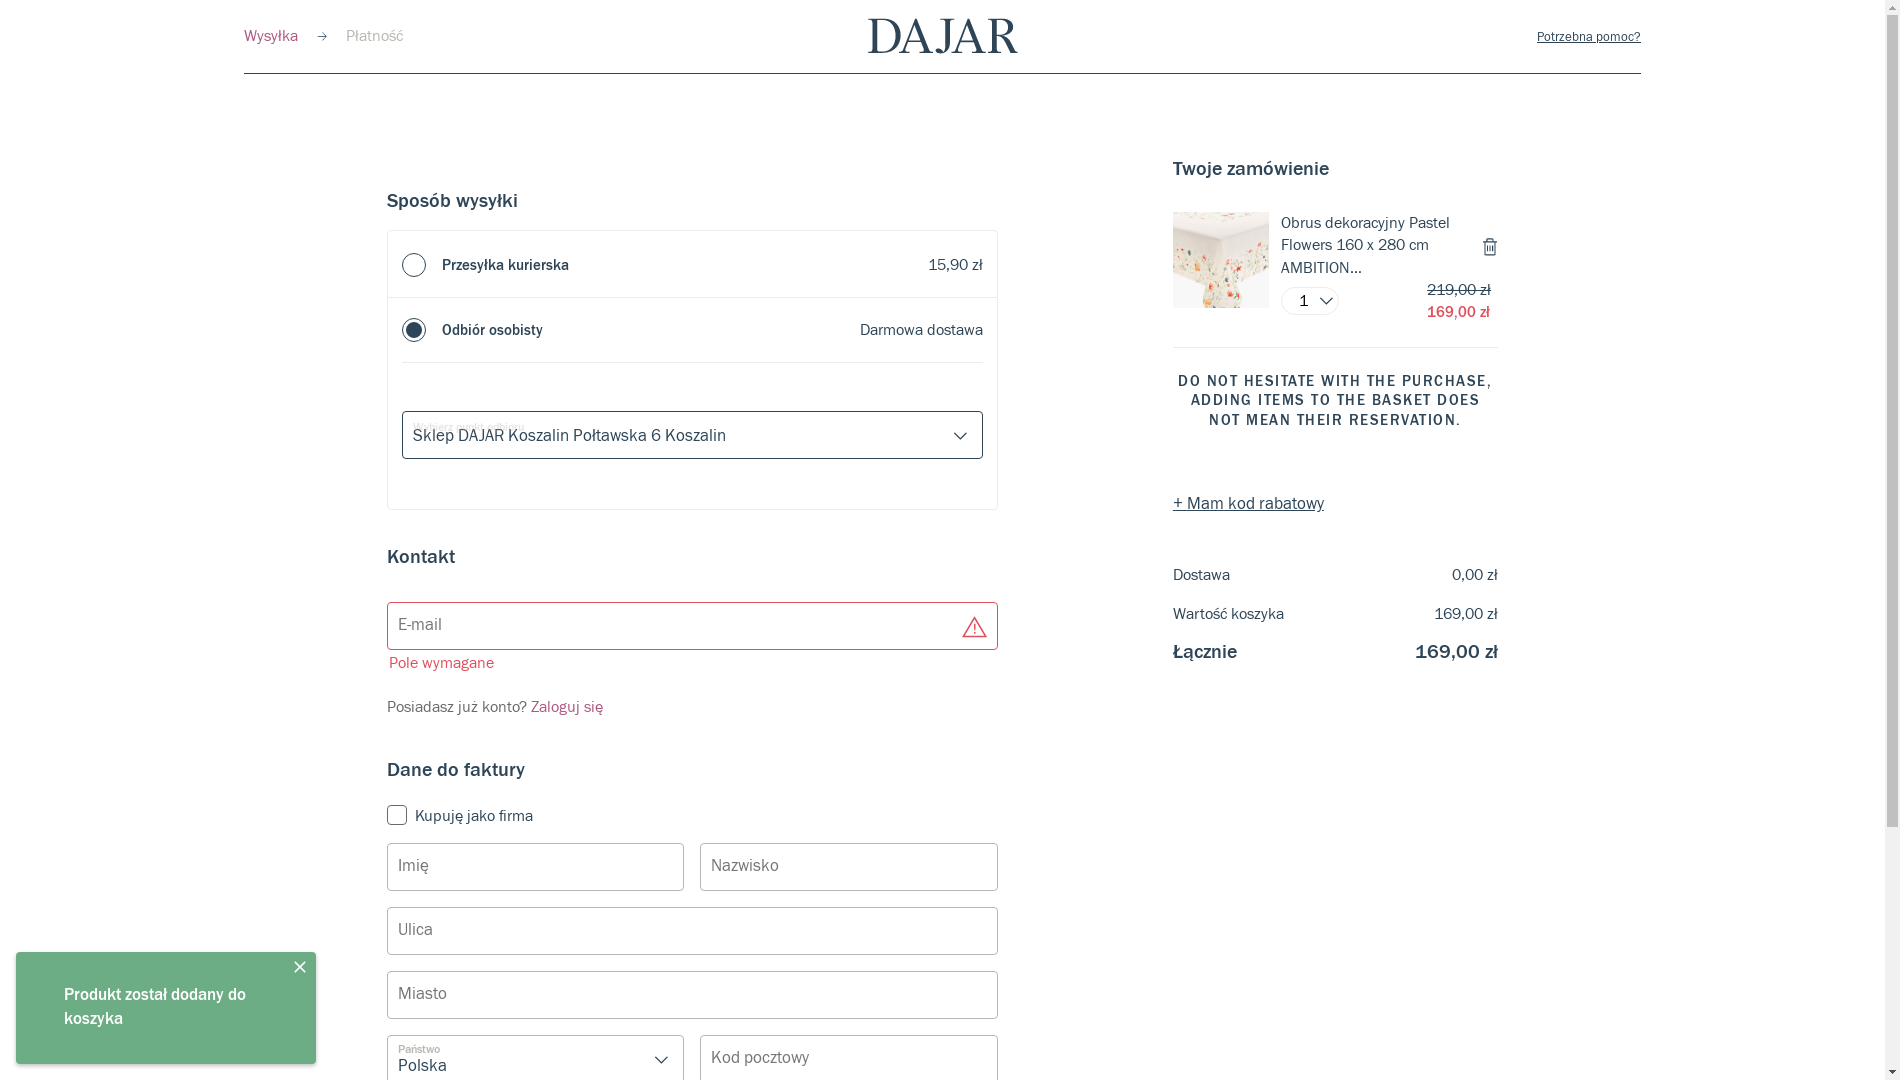 Wysyłka
Płatność
DAJAR
Potrzebna pomoc?
Sposób wysyłki
Przesyłka kurierska
15,90 zł
Odbiór osobisty
Darmowa dostawa
Wybierz punkt odbioru
Sklep DAJAR Koszalin Połtawska 6 Koszalin
Kontakt
E-mail
Pole wymagane
Posiadasz już konto? Zaloguj się
Dane do faktury
Kupuję jako firma
Imię
Nazwisko
Ulica
Miasto
Państwo
Polska
Kod pocztowy
Twoje zamówienie
Obrus dekoracyjny Pastel
Flowers 160 x 280 cm
AMBITION...
1
219,00 zł
169,00 zł
DO NOT HESITATE WITH THE PURCHASE,
ADDING ITEMS TO THE BASKET DOES
NOT MEAN THEIR RESERVATION.
+ Mam kod rabatowy
Dostawa
0,00 zł
Wartość koszyka
169,00 zł
Łącznie
169,00 zł
Produkt został dodany do
koszyka